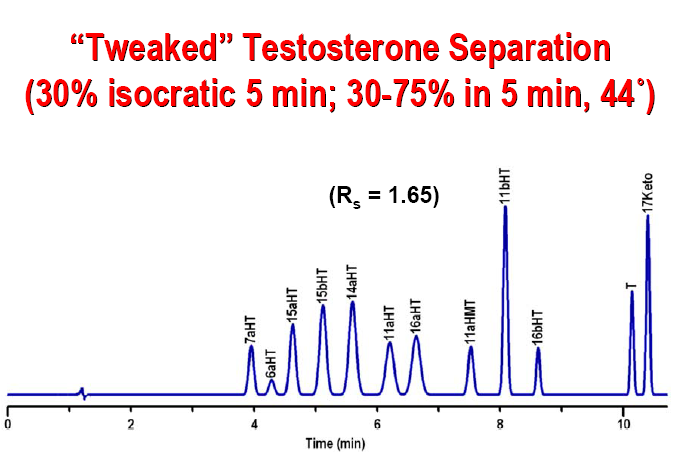 “Tweaked” Testosterone Separation
(30% isocratic 5 min; 30-75% in 5 min, 44˚)
(Rs = 1.65)
7aHT
6aHT
15aHT
15bHT
14aHT
11aHT
16aHT
11aHMT
11bHT
16bHT
T
17Keto
0
2
4
6
8
10
Time (min)